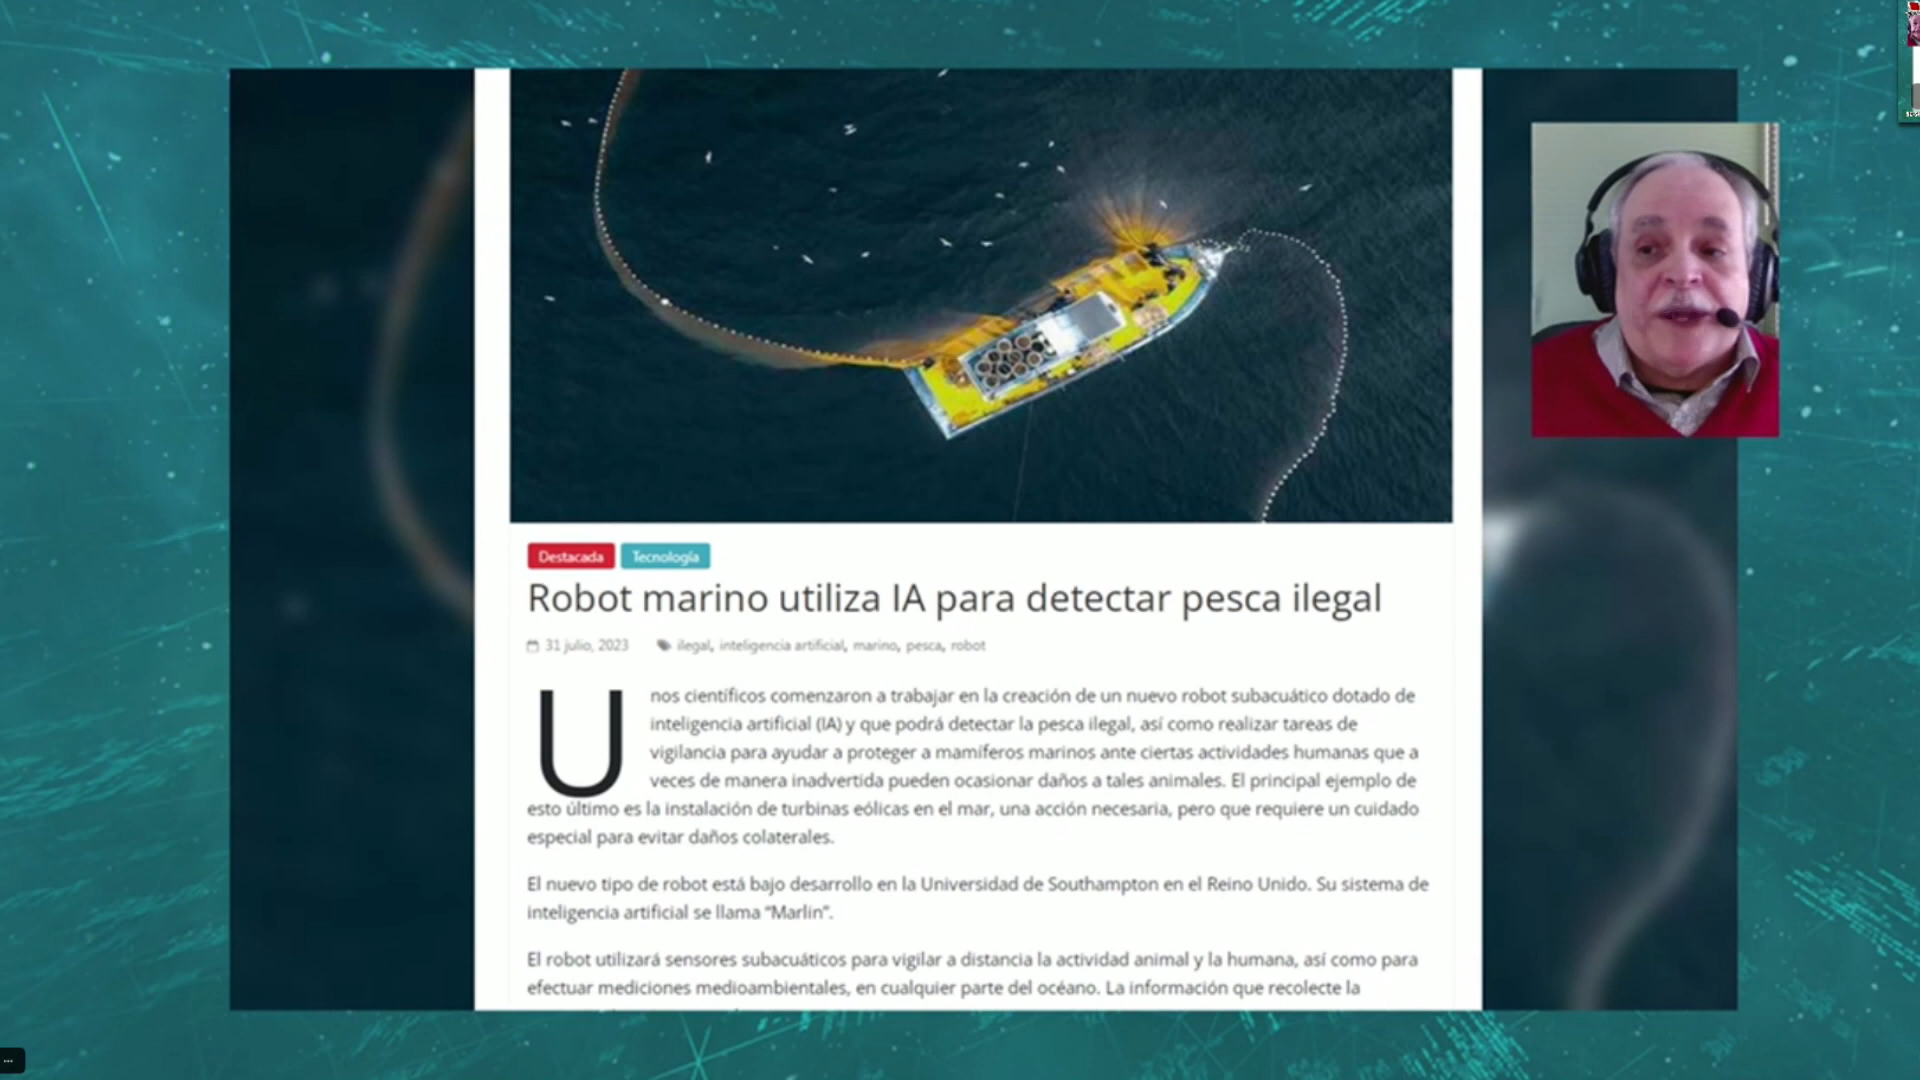 Destacada Tecnología
Robot marino utiliza IA para detectar pesca ilegal
31 julio, 2023 ilegal, inteligencia artificial, marino, pesca, robot
Unos científicos comenzaron a trabajar en la creación de un nuevo robot subacuático dotado de
inteligencia artificial (IA) y que podrá detectar la pesca ilegal, así como realizar tareas de
vigilancia para ayudar a proteger a mamíferos marinos ante ciertas actividades humanas que a
veces de manera inadvertida pueden ocasionar daños a tales animales. El principal ejemplo de
esto último es la instalación de turbinas eólicas en el mar, una acción necesaria, pero que requiere un cuidado
especial para evitar daños colaterales.
El nuevo tipo de robot está bajo desarrollo en la Universidad de Southampton en el Reino Unido. Su sistema de
inteligencia artificial se llama “Marlin”.
El robot utilizará sensores subacuáticos para vigilar a distancia la actividad animal y la humana, así como para
efectuar mediciones medioambientales, en cualquier parte del océano. La información que recolecte la